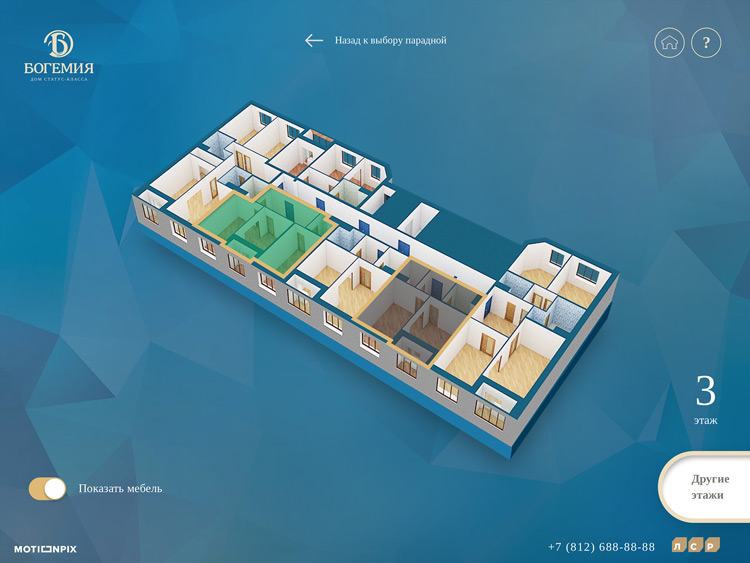 Б
БОГЕМИЯ
ДОМ СТАТУС-КЛАССА
Назад к выбору парадной
?
3
этаж
Другие
этажи
Показать мебель
MOTIONPIX
+7 (812) 688-88-88
ЛСР